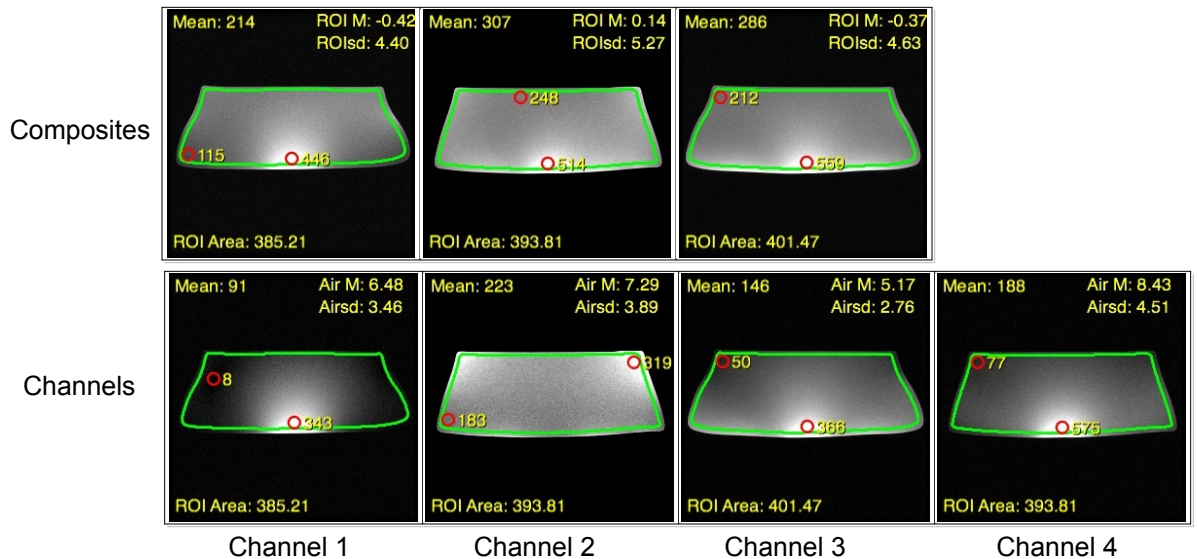 Mean: 214 ROI M: -0.42 Mean: 307 ROI M: 0.14 Mean: 286 ROI M: -0.37
ROIsd: 4.40 ROIsd: 5.27 ROIsd: 4.63
248 212
Composites
115 446 514 559
ROI Area: 385.21 ROI Area: 393.81 ROI Area: 401.47
Mean: 91 Air M: 6.48 Mean: 223 Air M: 7.29 Mean: 146 Air M: 5.17 Mean: 188 Air M: 8.43
Airsd: 3.46 Airsd: 3.89 Airsd: 2.76 Airsd: 4.51
319 50 77
Channels 8
343 183 366 575
ROI Area: 385.21 ROI Area: 393.81 ROI Area: 401.47 ROI Area: 393.81
Channel 1 Channel 2 Channel 3 Channel 4